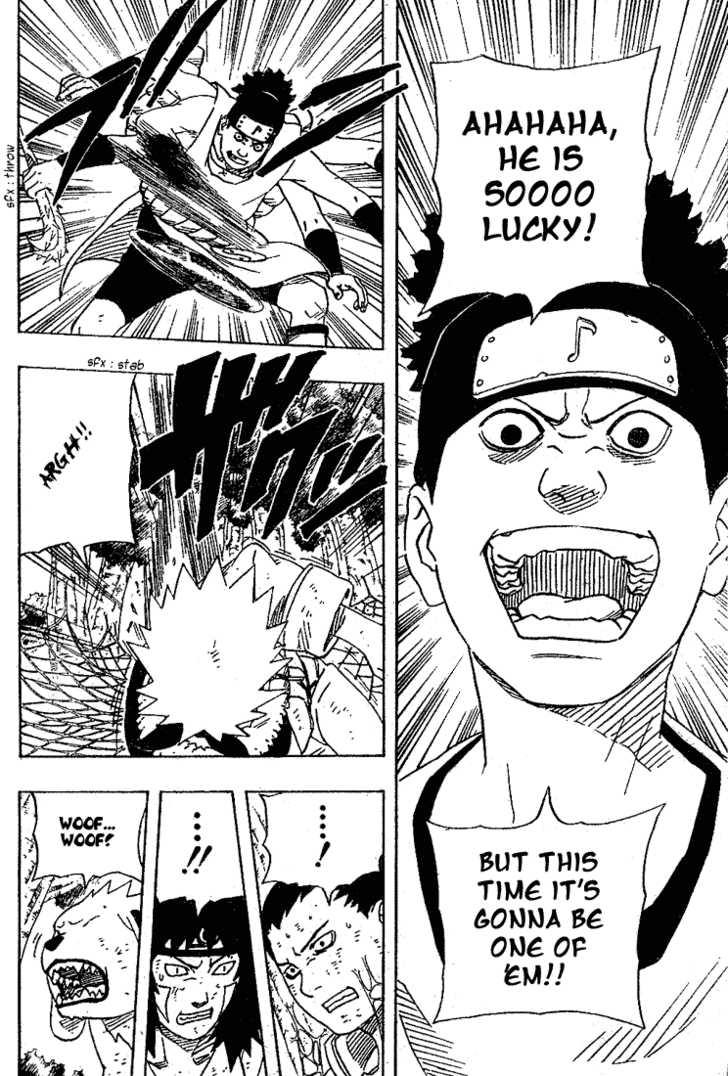 AHAHAHA,
HE IS
SOOOO
LUCKY!
BUT THIS
TIME IT'S
GONNA BE
ONE OF
'EM!!
sfx : throw
sfx : stab
ARGH!!
....!
....!!
WOOF...
WOOF?